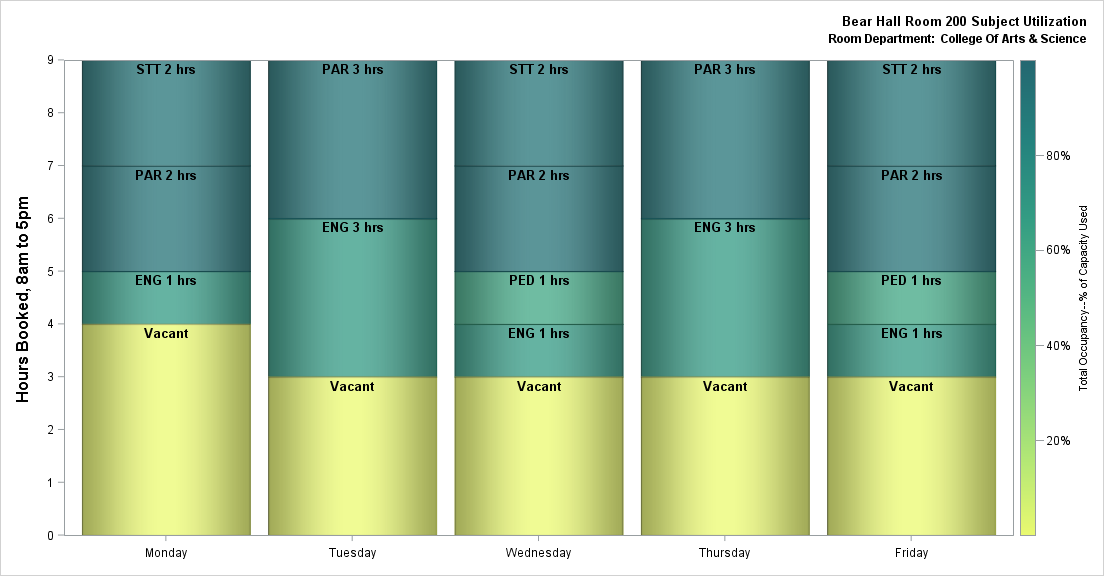 Bear Hall Room 200 Subject Utilization
Room Department: College Of Arts & Science
Hours Booked, 8am to 5pm
9
8
7
6
5
4
3
2
1
0
STT 2 hrs
PAR 2 hrs
ENG 1 hrs
Vacant
PAR 3 hrs
ENG 3 hrs
Vacant
STT 2 hrs
PAR 2 hrs
PED 1 hrs
ENG 1 hrs
Vacant
PAR 3 hrs
ENG 3 hrs
Vacant
STT 2 hrs
PAR 2 hrs
PED 1 hrs
ENG 1 hrs
Vacant
Monday
Tuesday
Wednesday
Thursday
Friday
80%
60%
40%
20%
Total Occupancy--% of Capacity Used